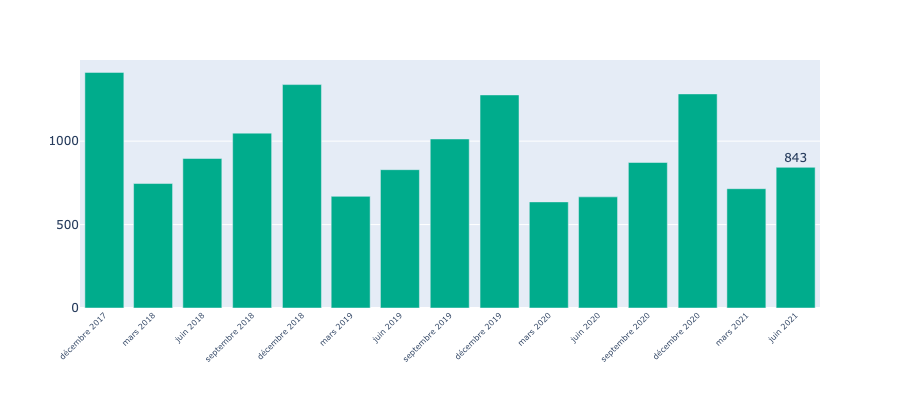 1000
500
0
843
décembre 2017
mars 2018
juin 2018
septembre 2018
décembre 2018
mars 2019
juin 2019
septembre 2019
décembre 2019
mars 2020
juin 2020
septembre 2020
décembre 2020
mars 2021
juin 2021